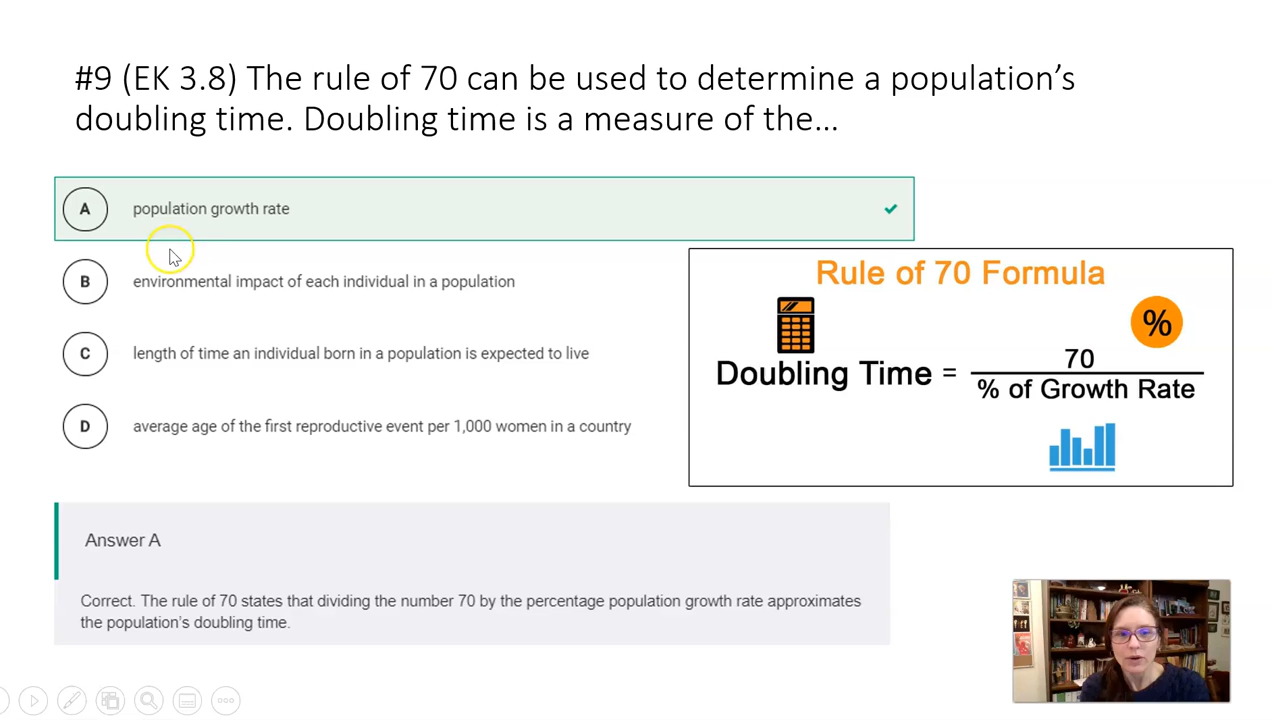 #9 (EK 3.8) The rule of 70 can be used to determine a population’s
doubling time. Doubling time is a measure of the…
A population growth rate
B environmental impact of each individual in a population
C length of time an individual born in a population is expected to live
D average age of the first reproductive event per 1,000 women in a country
Rule of 70 Formula
%
Doubling Time = 70
% of Growth Rate
Answer A
Correct. The rule of 70 states that dividing the number 70 by the percentage population growth rate approximates
the population’s doubling time.